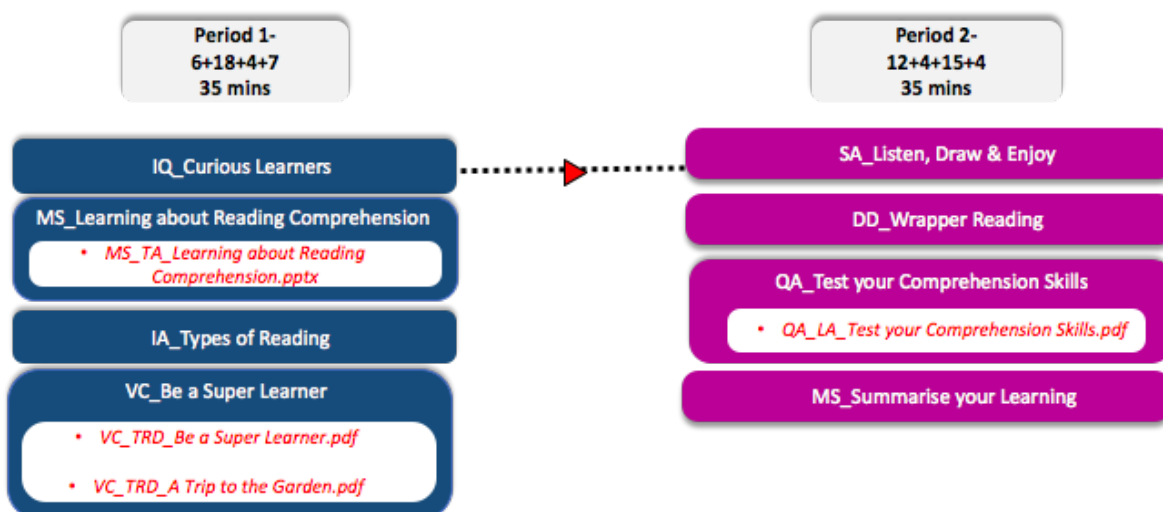 Period 1-
6+18+4+7
35 mins
IQ_Curious Learners
MS_Learning about Reading Comprehension
• MS_TA_Learning about Reading
Comprehension.pptx
IA_Types of Reading
VC_Be a Super Learner
• VC_TRD_Be a Super Learner.pdf
• VC_TRD_A Trip to the Garden.pdf
Period 2-
12+4+15+4
35 mins
SA_Listen, Draw & Enjoy
DD_Wrapper Reading
QA_Test your Comprehension Skills
• QA_LA_Test your Comprehension Skills.pdf
MS_Summarise your Learning